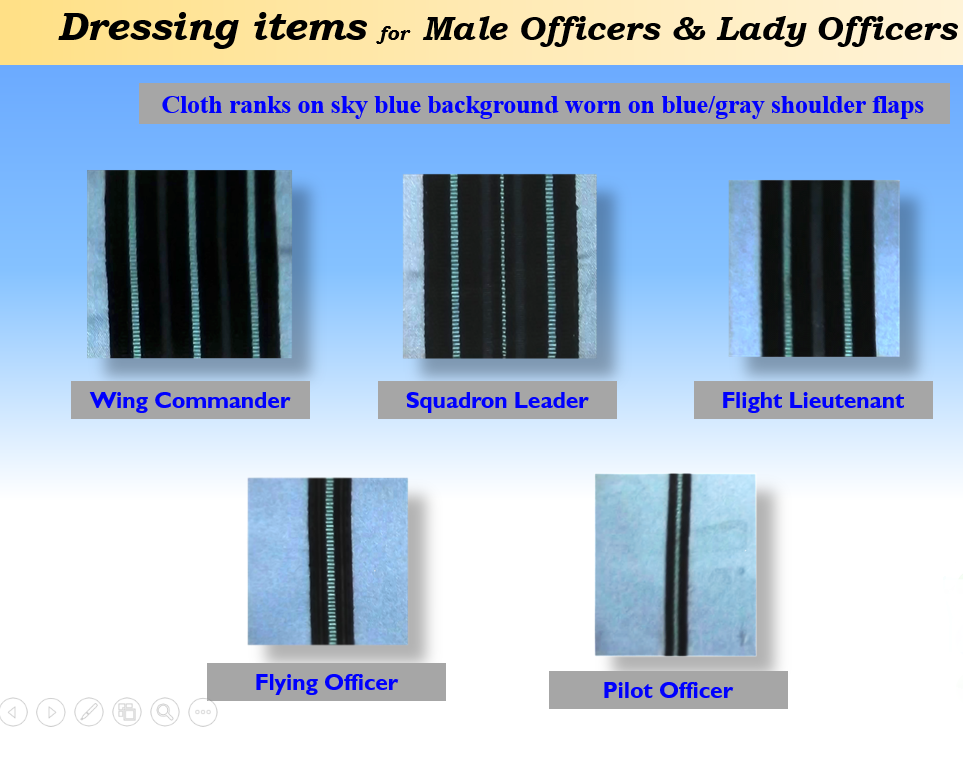 Dressing items for Male Officers & Lady Officers
Cloth ranks on sky blue background worn on blue/gray shoulder flaps
Wing Commander
Squadron Leader
Flight Lieutenant
Flying Officer
Pilot Officer